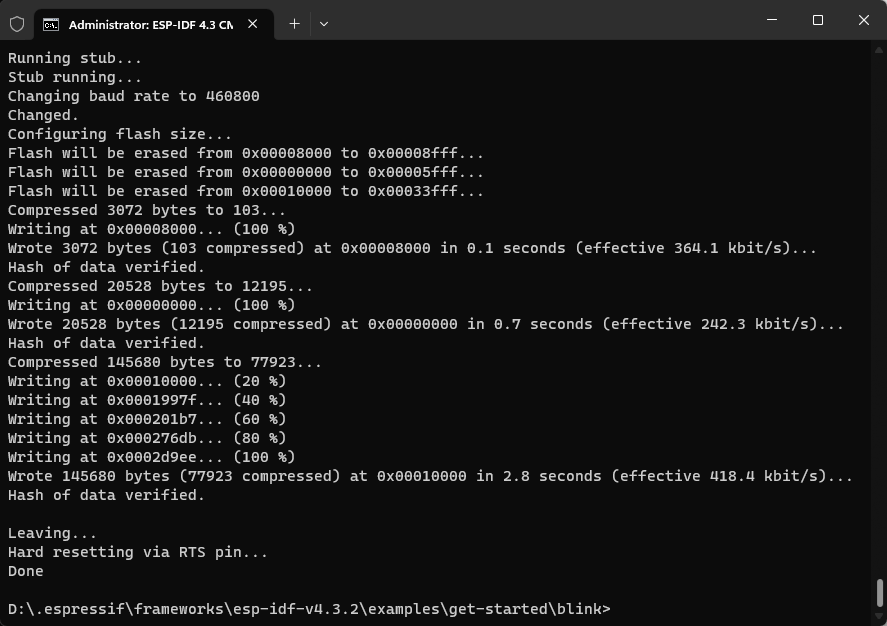 Administrator: ESP-IDF 4.3 CM
Running stub...
Stub running...
Changing baud rate to 460800
Changed.
Configuring flash size...
Flash will be erased from 0x00008000 to 0x00008fff...
Flash will be erased from 0x00000000 to 0x00005fff...
Flash will be erased from 0x00010000 to 0x00033fff...
Compressed 3072 bytes to 103...
Writing at 0x00008000... (100 %)
Wrote 3072 bytes (103 compressed) at 0x00008000 in 0.1 seconds (effective 364.1 kbit/s)...
Hash of data verified.
Compressed 20528 bytes to 12195...
Writing at 0x00000000... (100 %)
Wrote 20528 bytes (12195 compressed) at 0x00000000 in 0.7 seconds (effective 242.3 kbit/s)...
Hash of data verified.
Compressed 145680 bytes to 77923...
Writing at 0x00010000... (20 %)
Writing at 0x0001997f... (40 %)
Writing at 0x000201b7... (60 %)
Writing at 0x000276db... (80 %)
Writing at 0x0002d9ee... (100 %)
Wrote 145680 bytes (77923 compressed) at 0x00010000 in 2.8 seconds (effective 418.4 kbit/s)...
Hash of data verified.
Leaving...
Hard resetting via RTS pin...
Done
D:\.espressif\frameworks\esp-idf-v4.3.2\examples\get-started\blink>